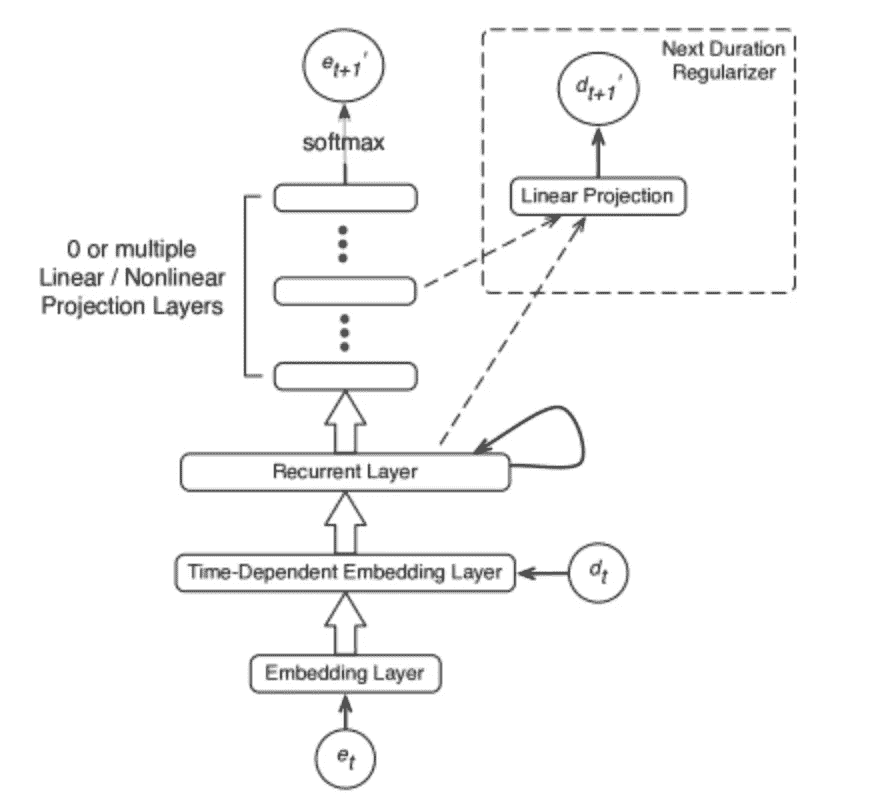 e_{t+1}'
softmax
Next Duration
Regularizer
d_{t+1}'
Linear Projection
0 or multiple
Linear / Nonlinear
Projection Layers
Recurrent Layer
Time-Dependent Embedding Layer
d_t
Embedding Layer
e_t